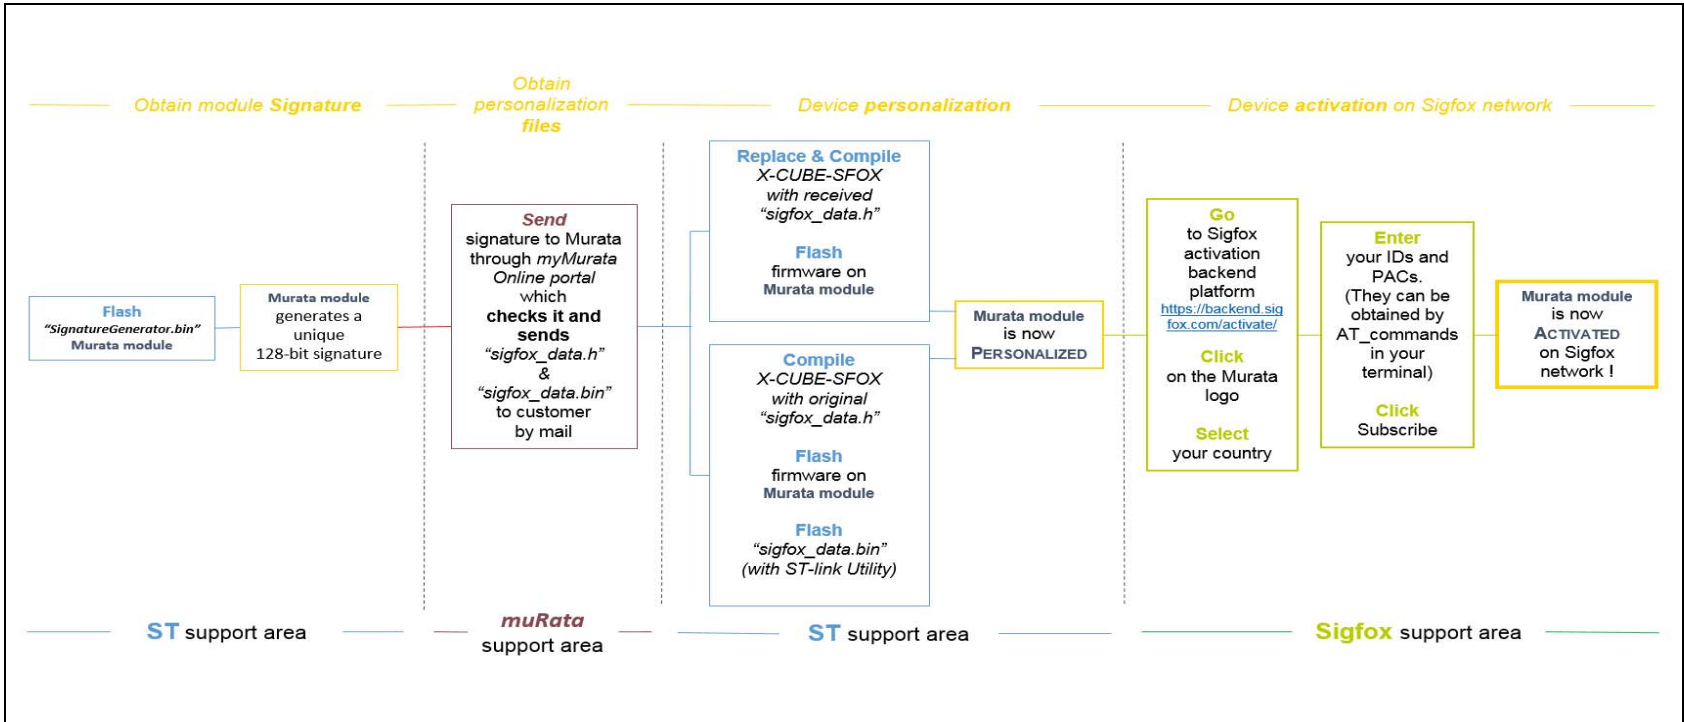 Obtain module Signature
Obtain
personalization
files
Device personalization
Device activation on Sigfox network
Flash
“SignatureGenerator.bin”
Murata module
Murata module
generates a
unique
128-bit signature
Send
signature to Murata
through myMurata
Online portal
which
checks it and
sends
“sigfox_data.h”
&
“sigfox_data.bin”
to customer
by mail
Replace & Compile
X-CUBE-SFOX
with received
“sigfox_data.h”
Flash
firmware on
Murata module
Compile
X-CUBE-SFOX
with original
“sigfox_data.h”
Flash
firmware on
Murata module
Flash
“sigfox_data.bin”
(with ST-link Utility)
Murata module
is now
PERSONALIZED
Go
to Sigfox
activation
backend
platform
https://backend.sig
fox.com/activate/
Click
on the Murata
logo
Select
your country
Enter
your IDs and
PACs.
(They can be
obtained by
AT_commands
in your
terminal)
Click
Subscribe
Murata module
is now
ACTIVATED
on Sigfox
network !
ST support area
muRata
support area
ST support area
Sigfox support area